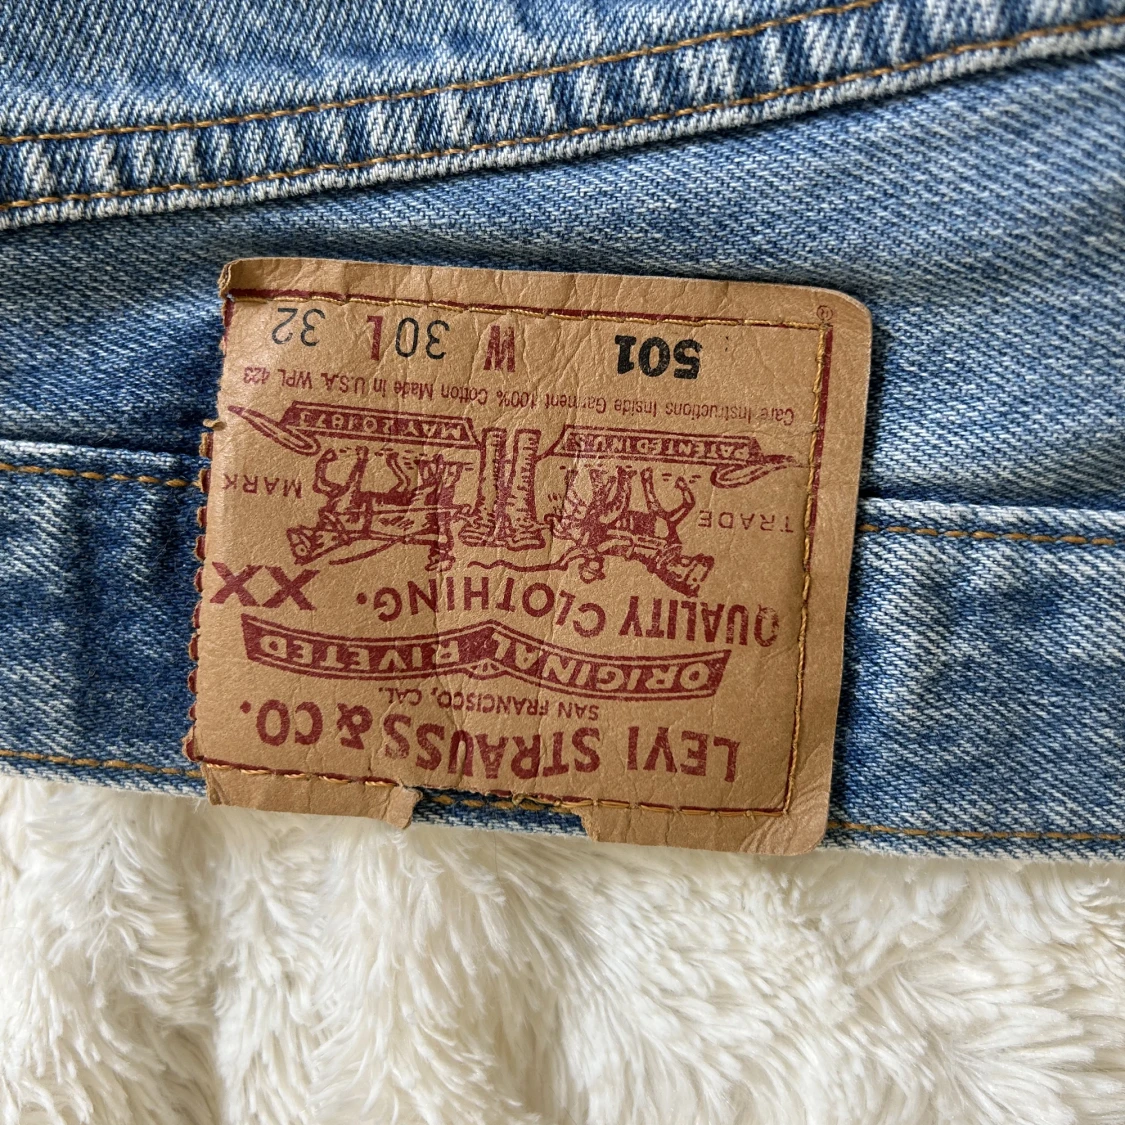 LEVI STRAUSS & CO.
SAN FRANCISCO, CAL.
ORIGINAL RIVETED
QUALITY CLOTHING.
XX
TRADE MARK
PATENTED IN U.S. MAY 20 1873
Care Instructions Inside Garment 100% Cotton Made in U.S.A. WPL 423
501 W 30 L 32
®